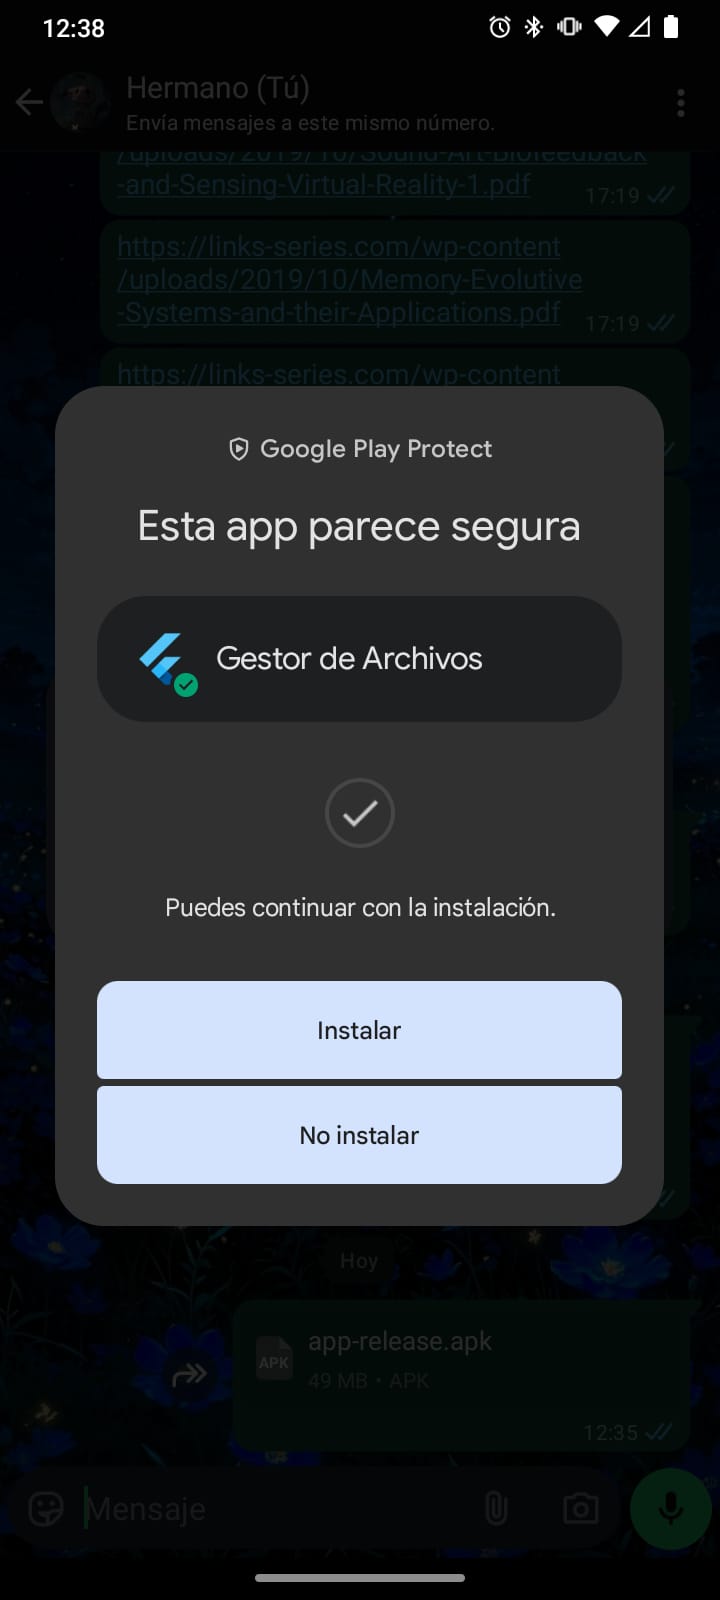 12:38
Hermano (Tú)
Envía mensajes a este mismo número.
/uploads/2019/10/Sound-Art-Biofeedback
-and-Sensing-Virtual-Reality-1.pdf
17:19
https://links-series.com/wp-content
/uploads/2019/10/Memory-Evolutive
-Systems-and-their-Applications.pdf
17:19
https://links-series.com/wp-content
Google Play Protect
Esta app parece segura
Gestor de Archivos
Puedes continuar con la instalación.
Instalar
No instalar
Hoy
APK
app-release.apk
49 MB • APK
12:35
Mensaje